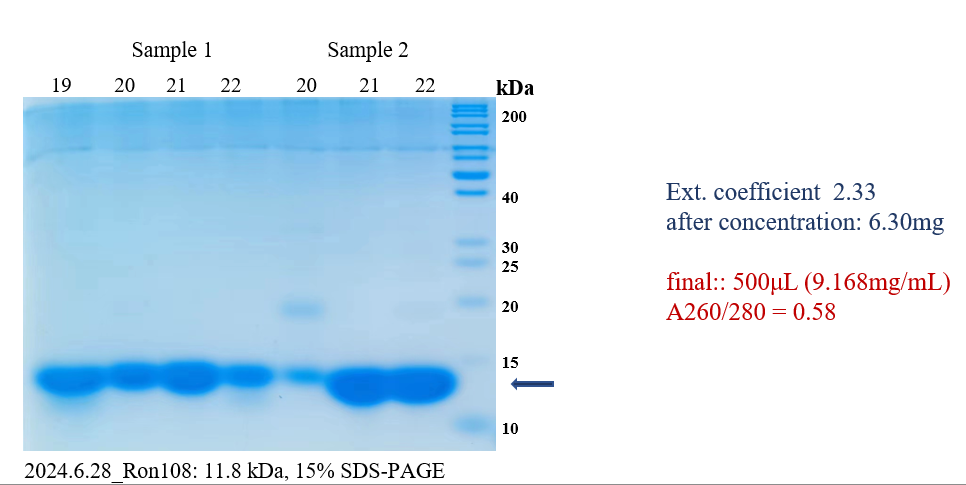 Sample 1 Sample 2
19 20 21 22 20 21 22 kDa
200
40
30
25
20
15
10
Ext. coefficient 2.33
after concentration: 6.30mg
final:: 500μL (9.168mg/mL)
A260/280 = 0.58
2024.6.28_Ron108: 11.8 kDa, 15% SDS-PAGE